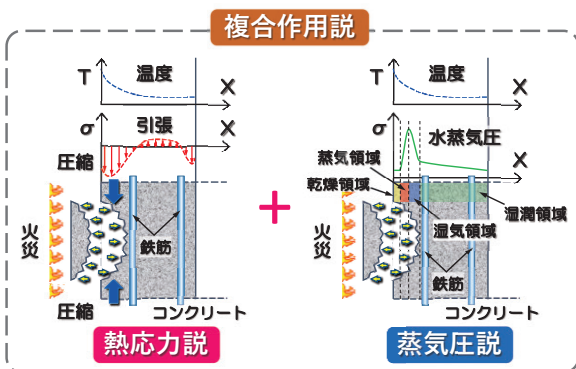 複合作用説
T
温度
X
σ
引張
X
圧縮
火災
鉄筋
圧縮
コンクリート
熱応力説
+
T
温度
X
σ
水蒸気圧
X
蒸気領域
乾燥領域
湿潤領域
湿気領域
火災
鉄筋
コンクリート
蒸気圧説